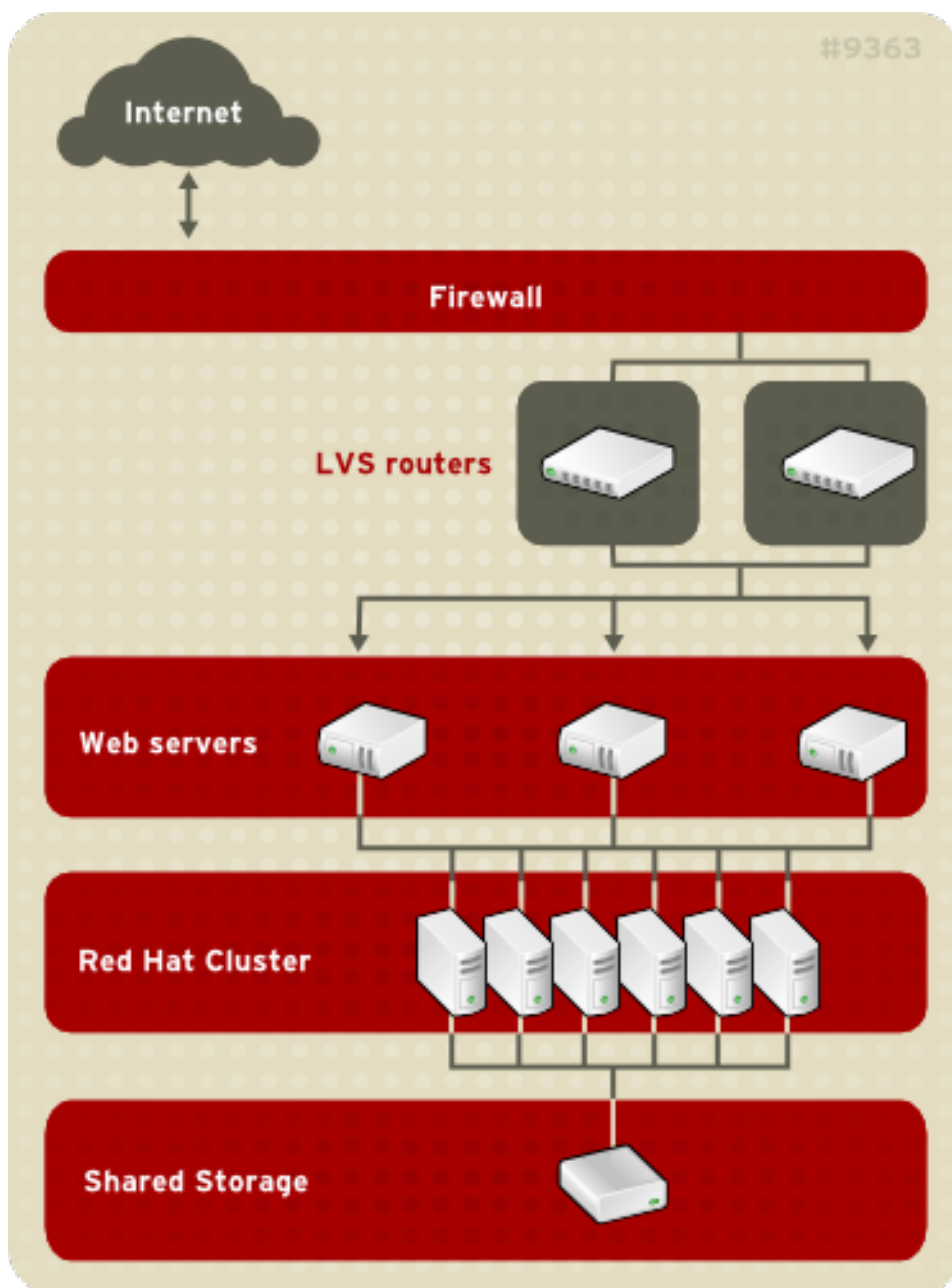 #9363
Internet
Firewall
LVS routers
Web servers
Red Hat Cluster
Shared Storage